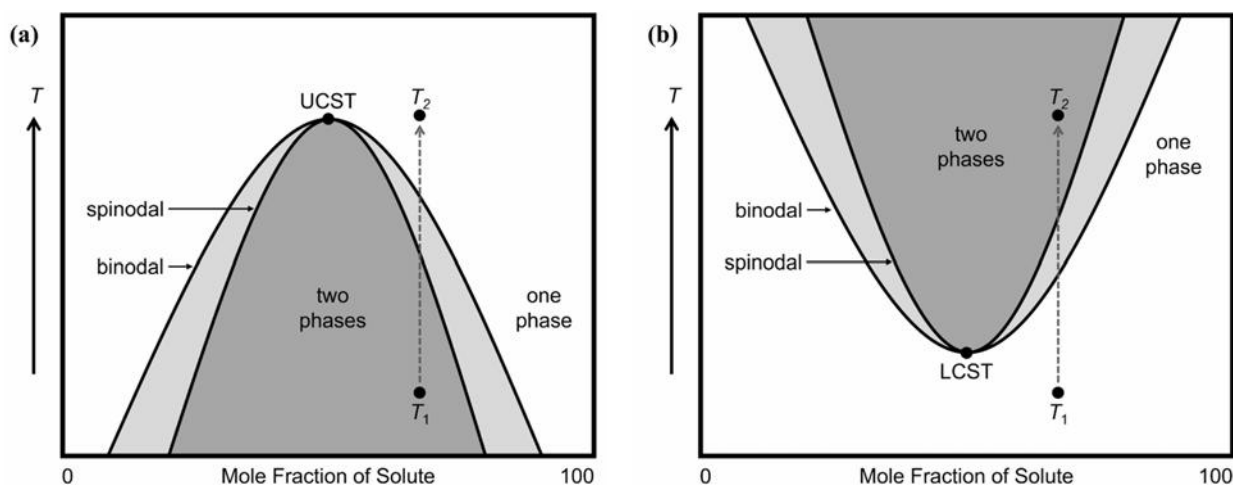 (a)
T
UCST
T2
spinodal
binodal
two
phases
one
phase
T1
0
Mole Fraction of Solute
100
(b)
T
T2
two
phases
one
phase
binodal
spinodal
LCST
T1
0
Mole Fraction of Solute
100